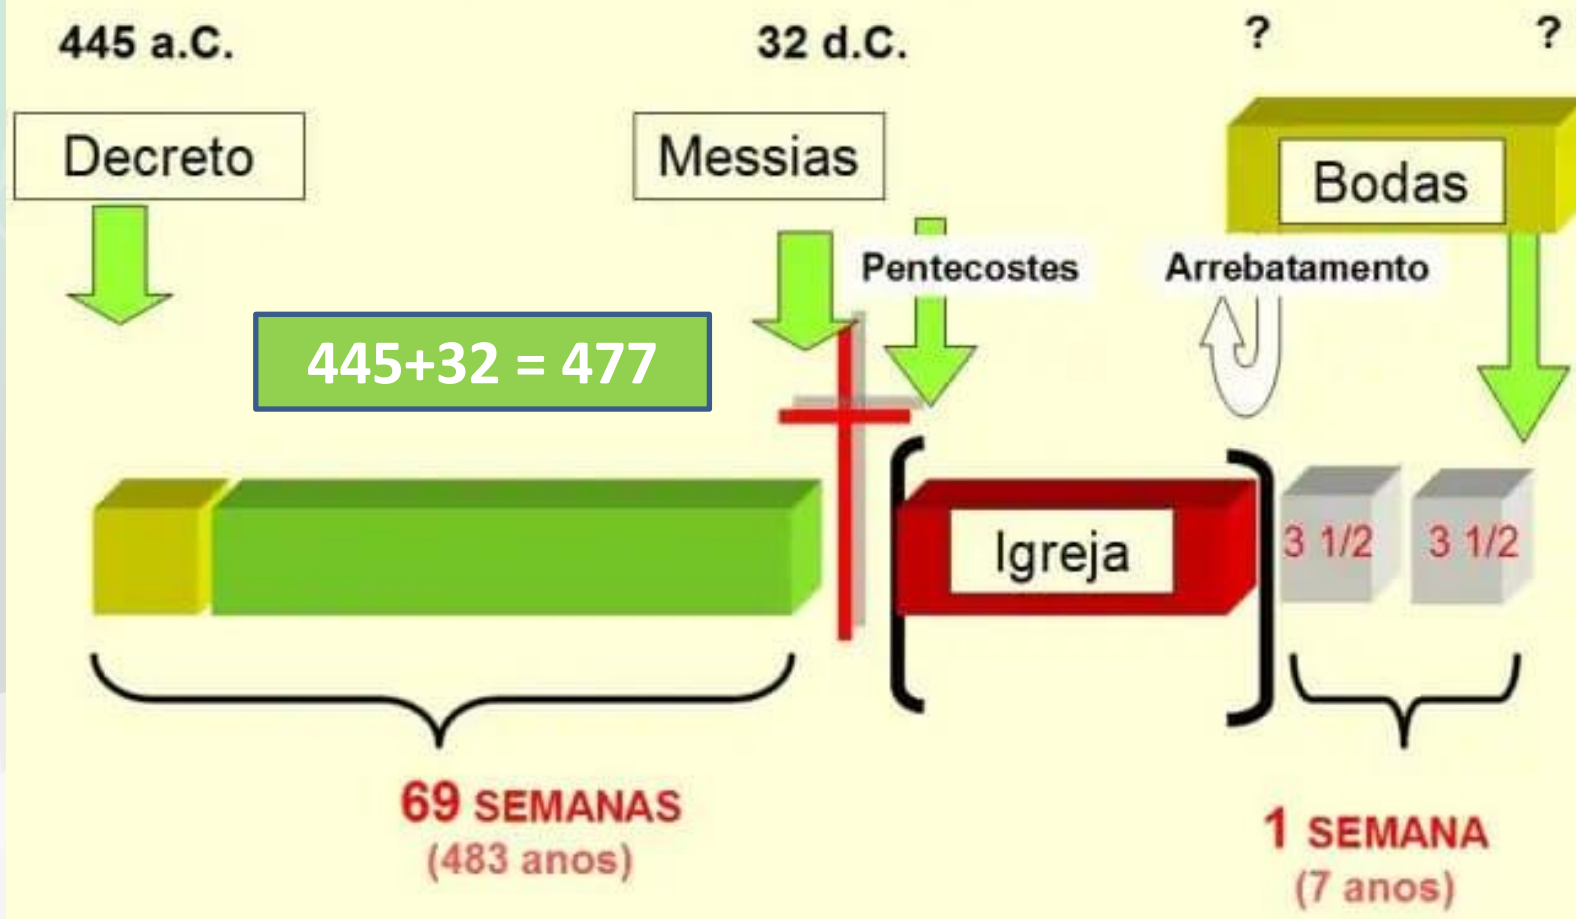 445 a.C.
32 d.C.
?
?
Decreto
Messias
Bodas
Pentecostes
Arrebatamento
445+32 = 477
Igreja
3 1/2
3 1/2
69 SEMANAS
(483 anos)
1 SEMANA
(7 anos)